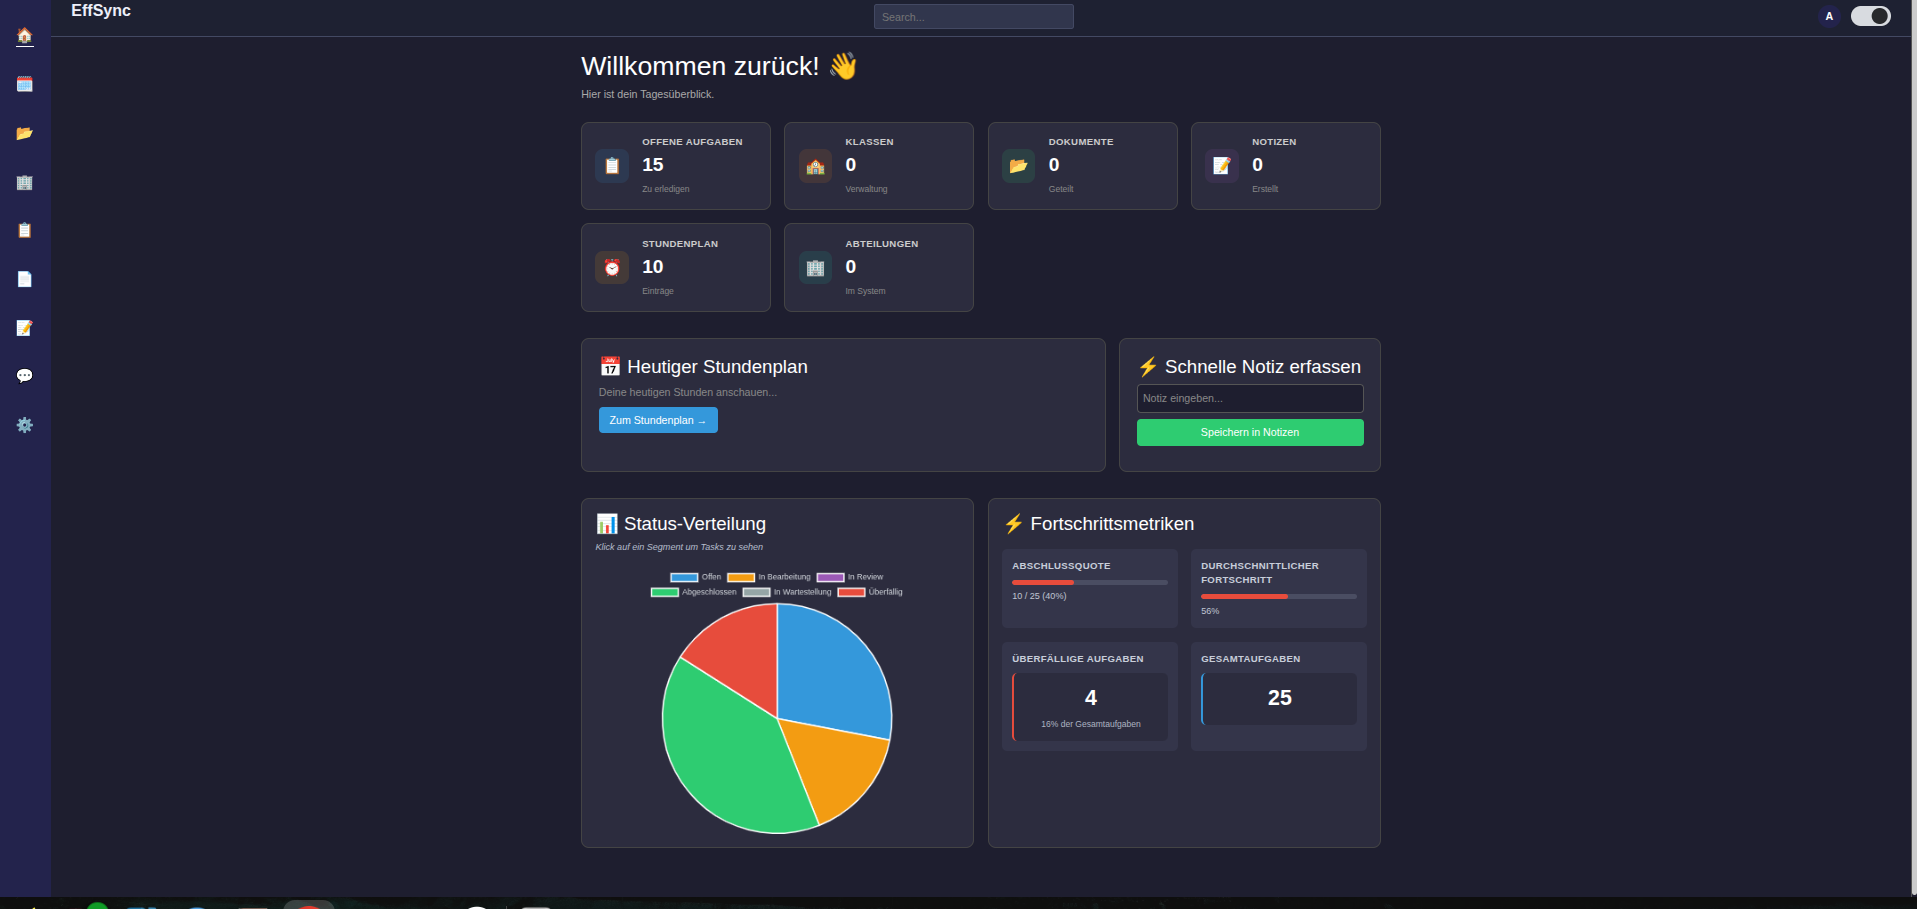 EffSync
Search...
A
Willkommen zurück! 👋
Hier ist dein Tagesüberblick.
OFFENE AUFGABEN
15
Zu erledigen
KLASSEN
0
Verwaltung
DOKUMENTE
0
Geteilt
NOTIZEN
0
Erstellt
STUNDENPLAN
10
Einträge
ABTEILUNGEN
0
Im System
📅 Heutiger Stundenplan
Deine heutigen Stunden anschauen...
Zum Stundenplan →
⚡ Schnelle Notiz erfassen
Notiz eingeben...
Speichern in Notizen
📊 Status-Verteilung
Klick auf ein Segment um Tasks zu sehen
Offen In Bearbeitung In Review
Abgeschlossen In Wartestellung Überfällig
⚡ Fortschrittsmetriken
ABSCHLUSSQUOTE
10 / 25 (40%)
DURCHSCHNITTLICHER
FORTSCHRITT
56%
ÜBERFÄLLIGE AUFGABEN
4
16% der Gesamtaufgaben
GESAMTAUFGABEN
25